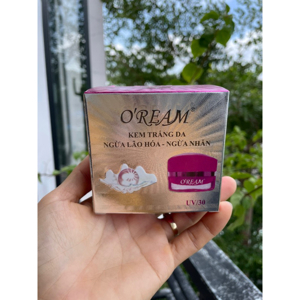 O'REAM
KEM TRẮNG DA
NGỪA LÃO HÓA - NGỪA NHĂN
O'REAM
UV/30